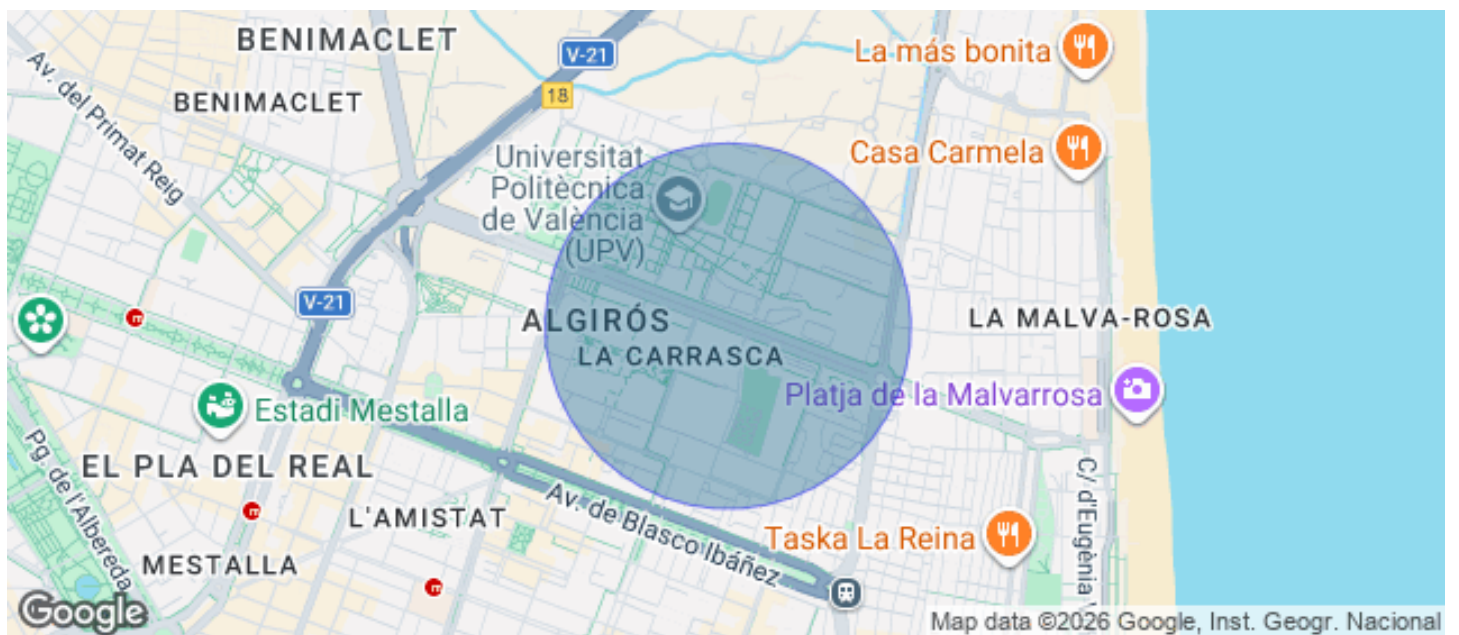 BENIMACLET
V-21
La más bonita
Av. del Primat Reig
BENIMACLET
18
Universitat
Politècnica
de València
(UPV)
Casa Carmela
V-21
ALGIRÓS
LA CARRASCA
LA MALVA-ROSA
Estadi Mestalla
Platja de la Malvarrosa
Pg. de l'Albereda
EL PLA DEL REAL
Av. de Blasco Ibáñez
L'AMISTAT
C/ d'Eugènia V
Taska La Reina
MESTALLA
Google
Map data ©2026 Google, Inst. Geogr. Nacional